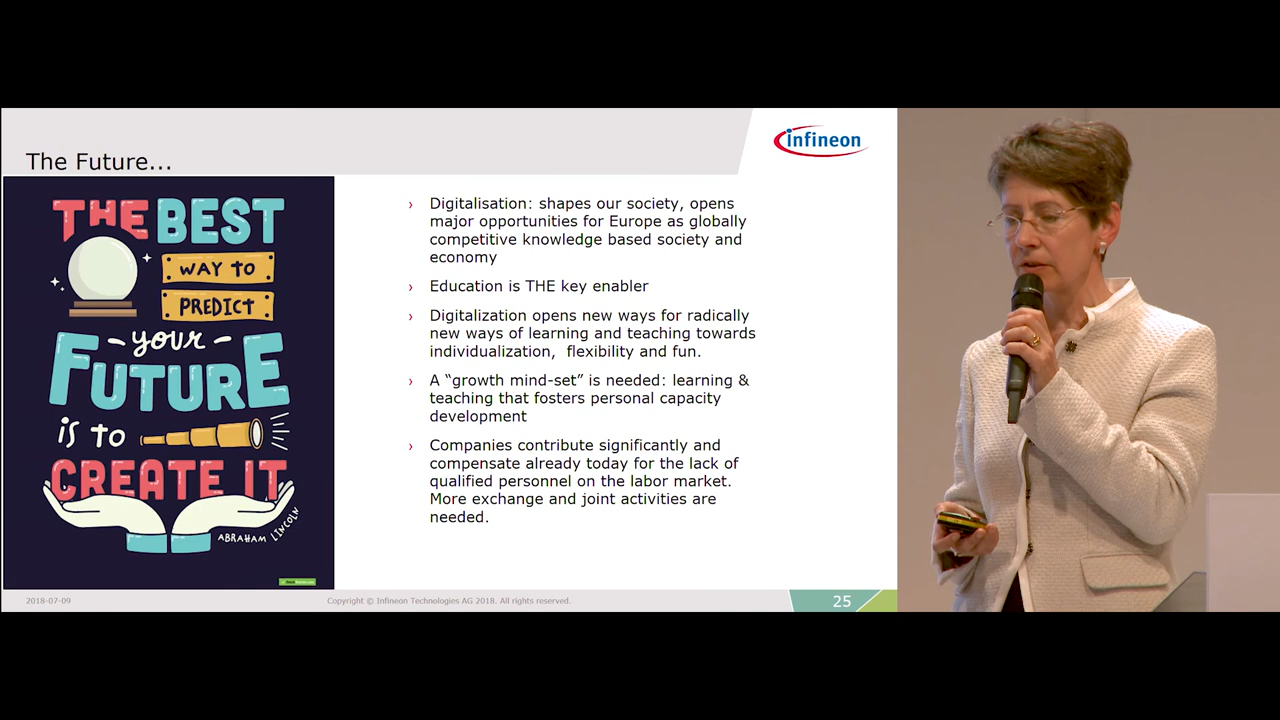 The Future...
infineon
THE BEST
WAY TO
PREDICT
- your -
FUTURE
is to
CREATE IT
ABRAHAM LINCOLN
› Digitalisation: shapes our society, opens
major opportunities for Europe as globally
competitive knowledge based society and
economy
› Education is THE key enabler
› Digitalization opens new ways for radically
new ways of learning and teaching towards
individualization, flexibility and fun.
› A “growth mind-set” is needed: learning &
teaching that fosters personal capacity
development
› Companies contribute significantly and
compensate already today for the lack of
qualified personnel on the labor market.
More exchange and joint activities are
needed.
2018-07-09
Copyright © Infineon Technologies AG 2018. All rights reserved.
25